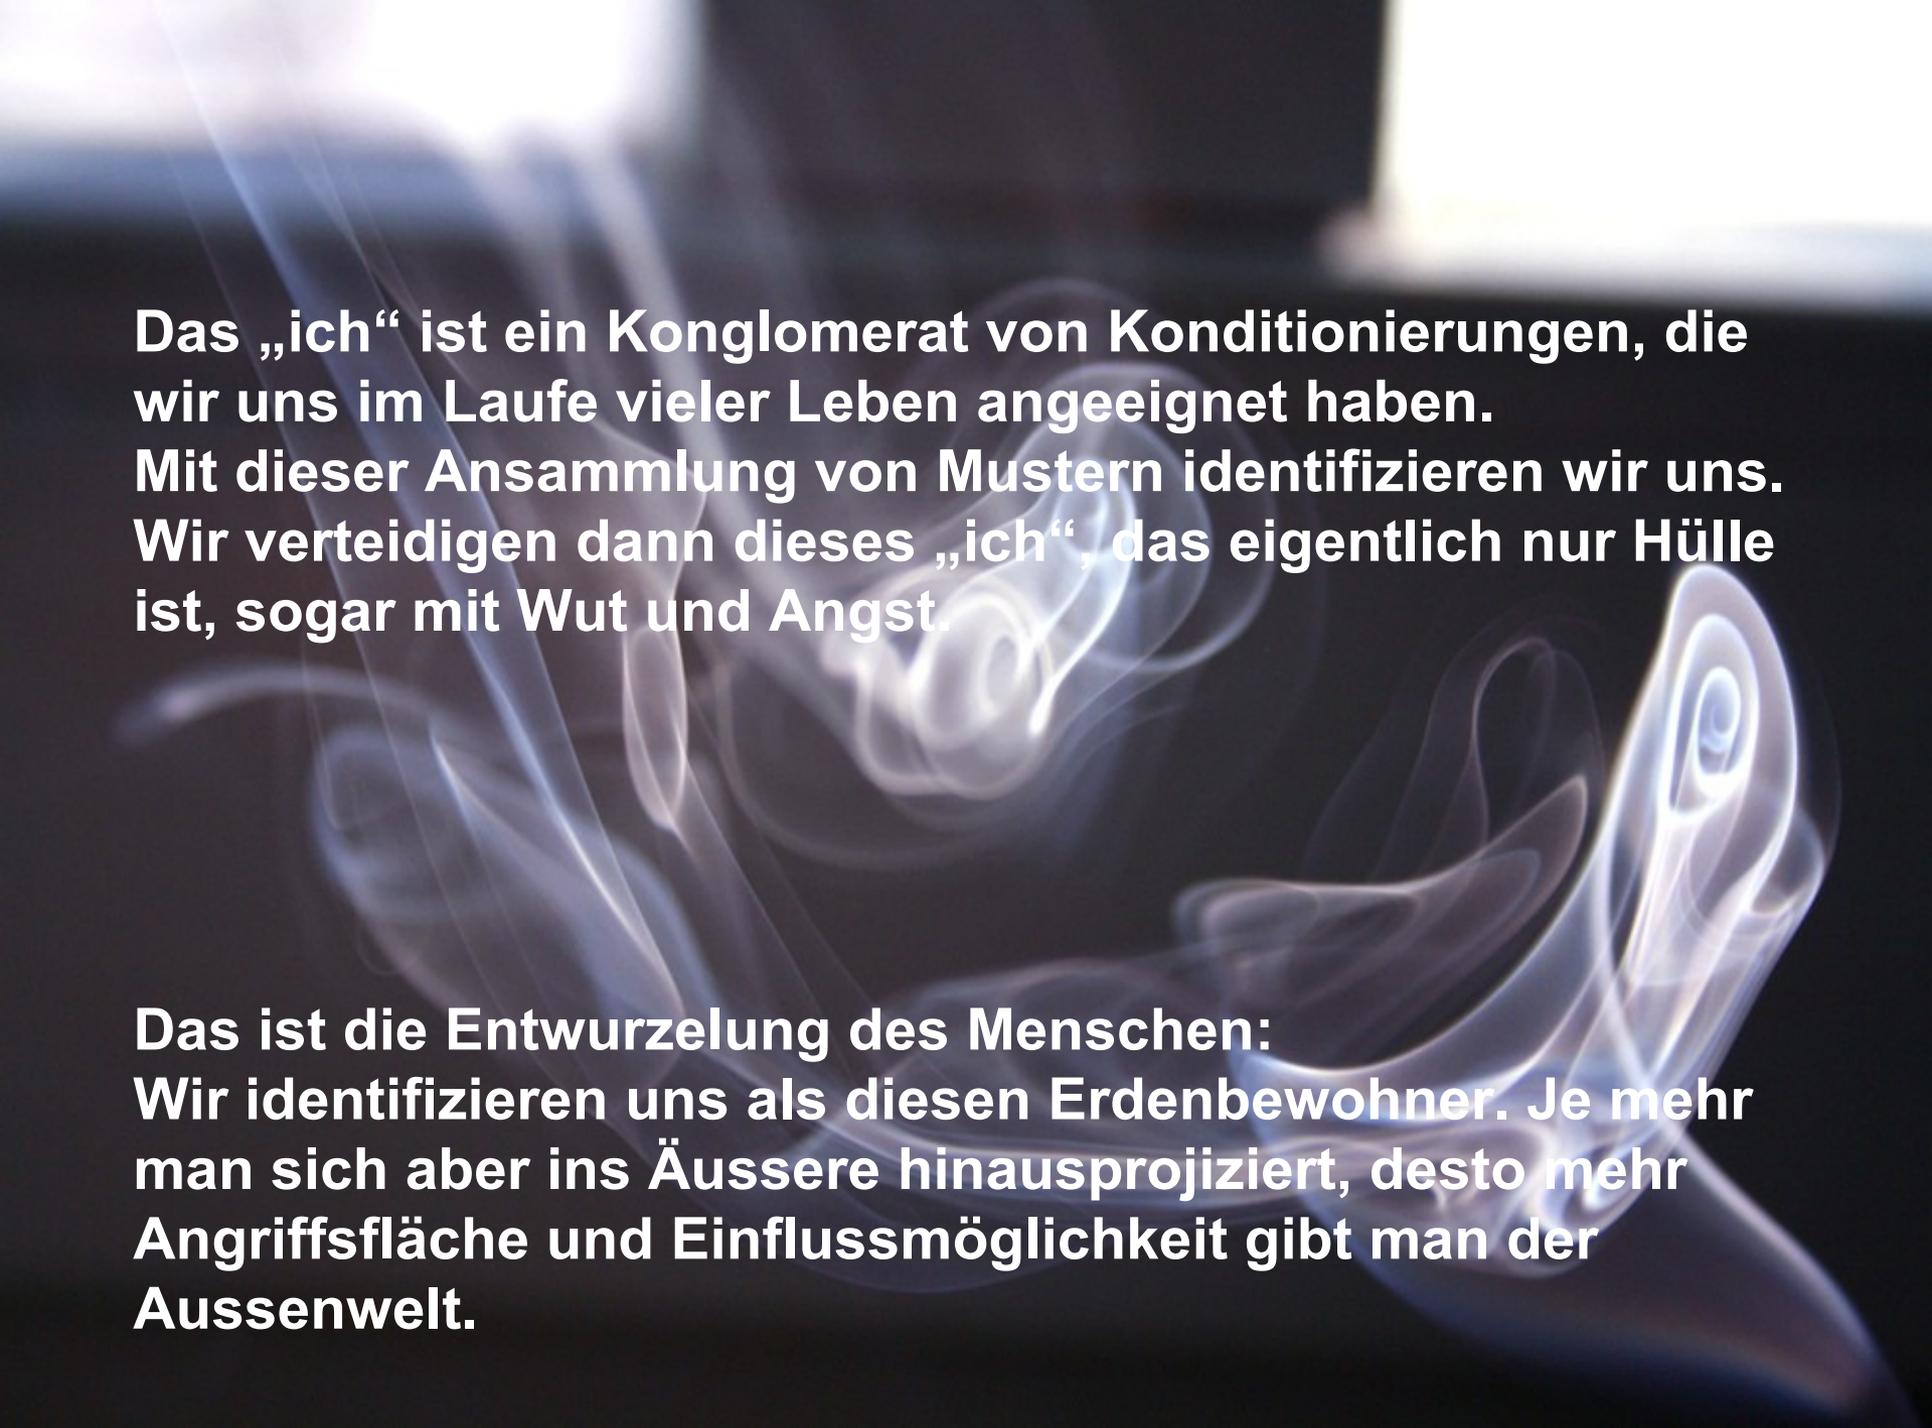 Das „ich“ ist ein Konglomerat von Konditionierungen, die
wir uns im Laufe vieler Leben angeeignet haben.
Mit dieser Ansammlung von Mustern identifizieren wir uns.
Wir verteidigen dann dieses „ich“, das eigentlich nur Hülle
ist, sogar mit Wut und Angst.
Das ist die Entwurzelung des Menschen:
Wir identifizieren uns als diesen Erdenbewohner. Je mehr
man sich aber ins Äussere hinausprojiziert, desto mehr
Angriffsfläche und Einflussmöglichkeit gibt man der
Aussenwelt.